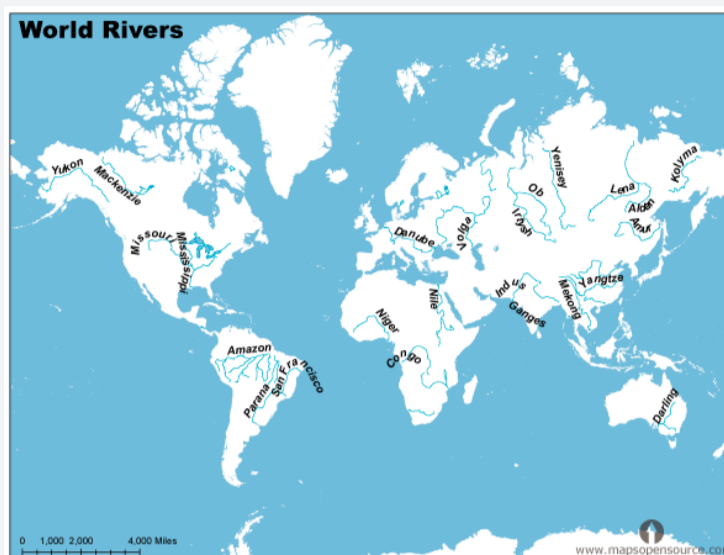 World Rivers
Yukon
Mackenzie
Missouri
Mississippi
Amazon
San Francisco
Parana
Danube
Volga
Niger
Nile
Congo
Ob
Irtysh
Yenisey
Lena
Kolyma
Aldan
Amur
Indus
Ganges
Mekong
Yangtze
Darling
0 1,000 2,000 4,000 Miles
www.mapsopensource.com